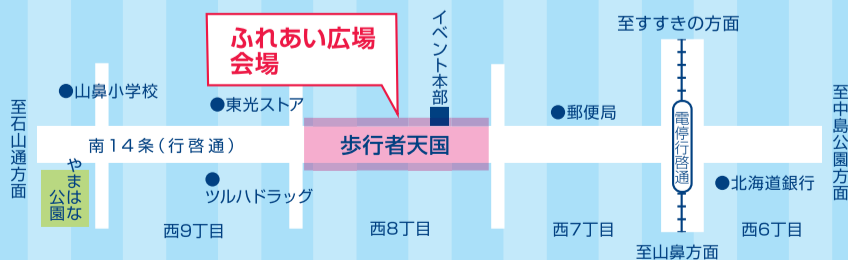 ふれあい広場
会場
イベント本部
至すすきの方面
山鼻小学校
東光ストア
郵便局
至石山通方面
至中島公園方面
南14条(行啓通)
歩行者天国
電停行啓通
やまはな
公園
ツルハドラッグ
北海道銀行
西9丁目
西8丁目
西7丁目
西6丁目
至山鼻方面